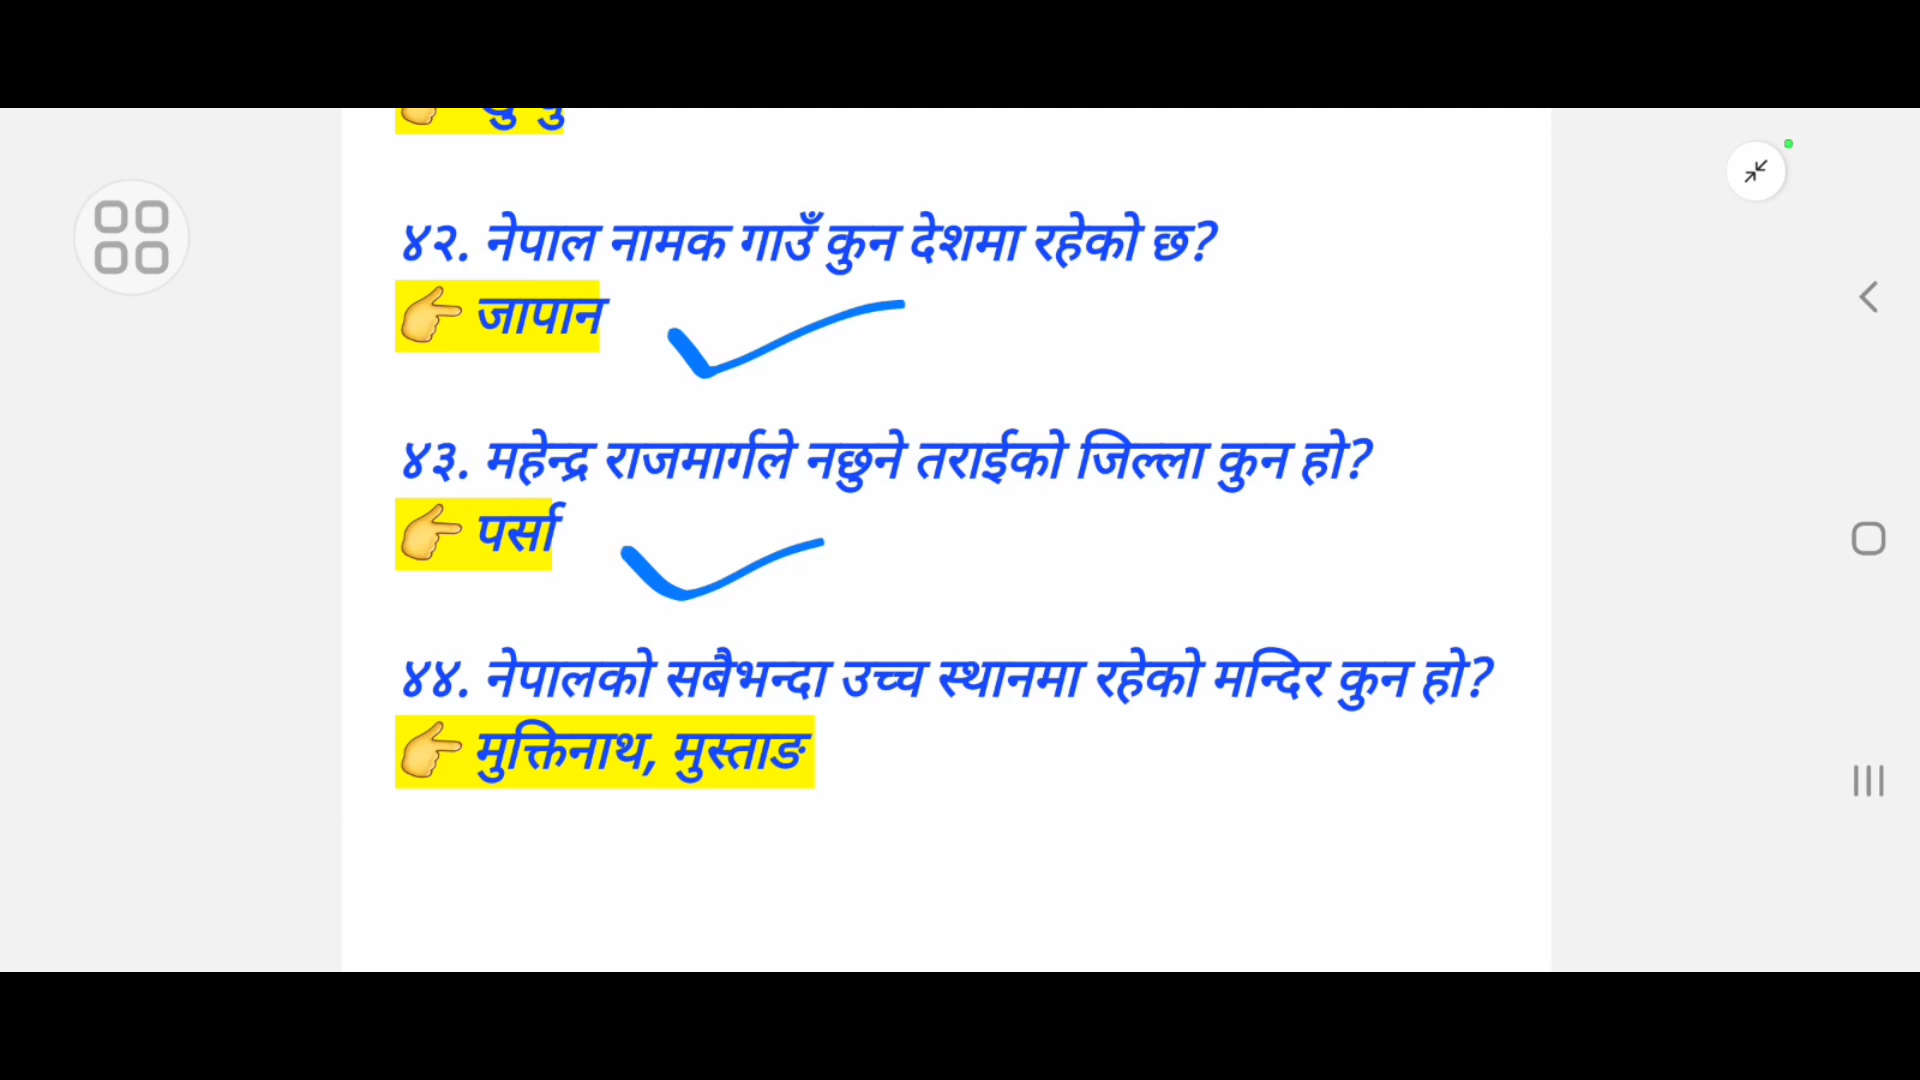 ४२. नेपाल नामक गाउँ कुन देशमा रहेको छ?
👉 जापान
४३. महेन्द्र राजमार्गले नछुने तराईको जिल्ला कुन हो?
👉 पर्सा
४४. नेपालको सबैभन्दा उच्च स्थानमा रहेको मन्दिर कुन हो?
👉 मुक्तिनाथ, मुस्ताङ